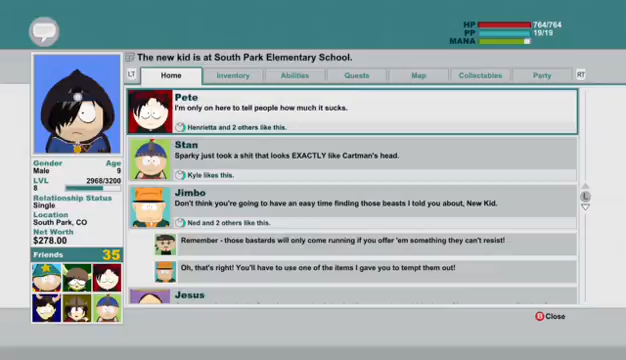 HP 764/764
PP 19/19
MANA
The new kid is at South Park Elementary School.
LT Home Inventory Abilities Quests Map Collectables Party RT
Pete
I'm only on here to tell people how much it sucks.
Henrietta and 2 others like this.
Stan
Sparky just took a shit that looks EXACTLY like Cartman's head.
Kyle likes this.
Jimbo
Don't think you're going to have an easy time finding those beasts I told you about, New Kid.
Ned and 2 others like this.
Remember - those bastards will only come running if you offer 'em something they can't resist!
Oh, that's right! You'll have to use one of the items I gave you to tempt them out!
Jesus
Gender Age
Male 9
LVL 2968/3200
8
Relationship Status
Single
Location
South Park, CO
Net Worth
$278.00
Friends 35
L
B Close